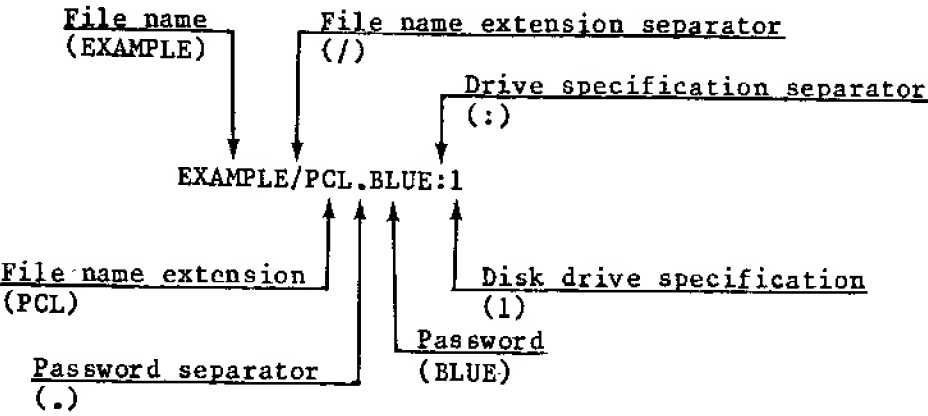 File name
(EXAMPLE)
File name extension separator
(/)
Drive specification separator
(:)
EXAMPLE/PCL.BLUE:1
File name extension
(PCL)
Disk drive specification
(1)
Password
(BLUE)
Password separator
(.)